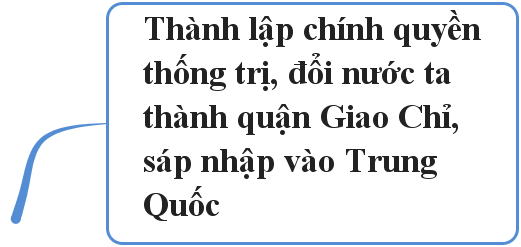 Thành lập chính quyền
thống trị, đổi nước ta
thành quận Giao Chỉ,
sáp nhập vào Trung
Quốc